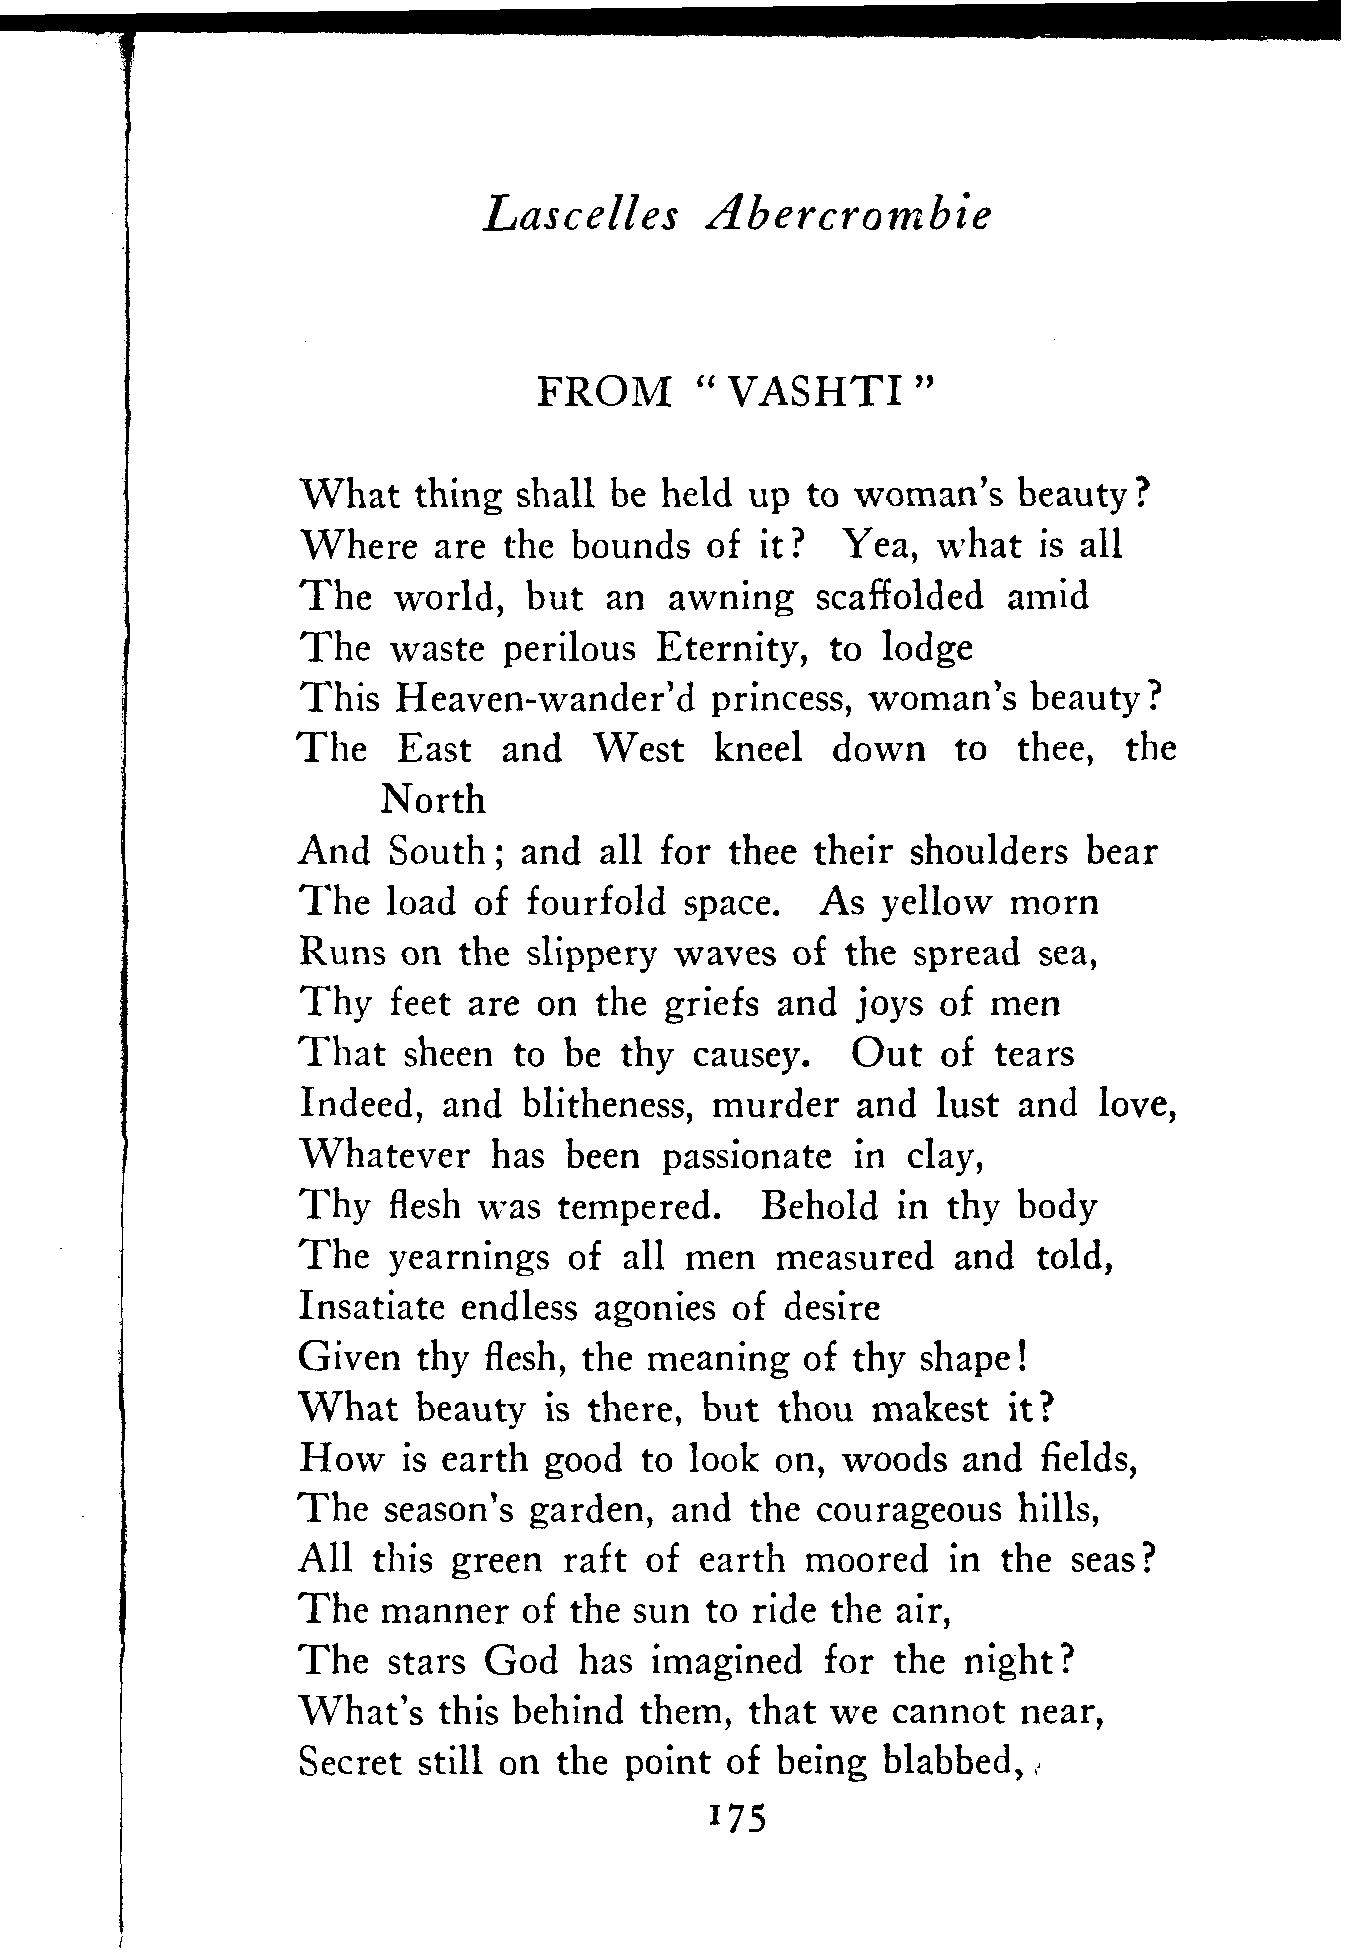 Lascelles Abercrombie
FROM “ VASHTI ”
What thing shall be held up to woman's beauty?
Where are the bounds of it? Yea, what is all
The world, but an awning scaffolded amid
The waste perilous Eternity, to lodge
This Heaven-wander'd princess, woman's beauty?
The East and West kneel down to thee, the
North
And South; and all for thee their shoulders bear
The load of fourfold space. As yellow morn
Runs on the slippery waves of the spread sea,
Thy feet are on the griefs and joys of men
That sheen to be thy causey. Out of tears
Indeed, and blitheness, murder and lust and love,
Whatever has been passionate in clay,
Thy flesh was tempered. Behold in thy body
The yearnings of all men measured and told,
Insatiate endless agonies of desire
Given thy flesh, the meaning of thy shape!
What beauty is there, but thou makest it?
How is earth good to look on, woods and fields,
The season's garden, and the courageous hills,
All this green raft of earth moored in the seas?
The manner of the sun to ride the air,
The stars God has imagined for the night?
What's this behind them, that we cannot near,
Secret still on the point of being blabbed,
175